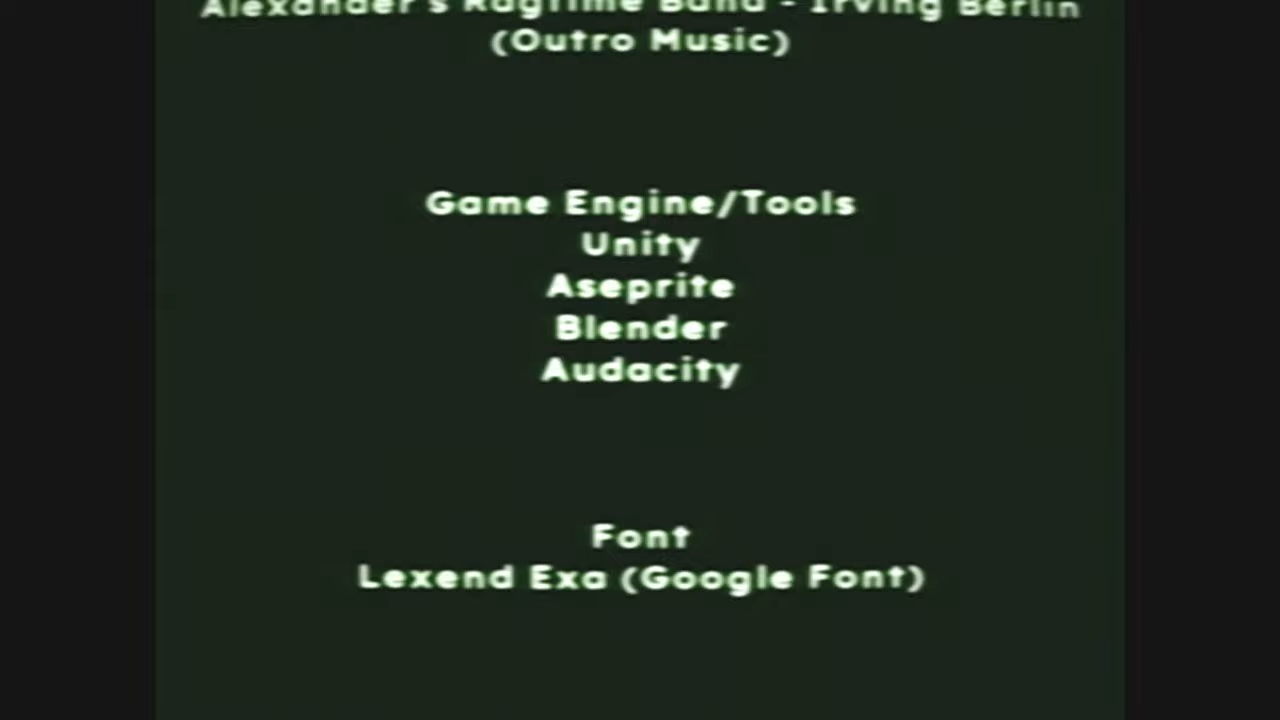 Alexander's Ragtime Band - Irving Berlin
(Outro Music)
Game Engine/Tools
Unity
Aseprite
Blender
Audacity
Font
Lexend Exa (Google Font)